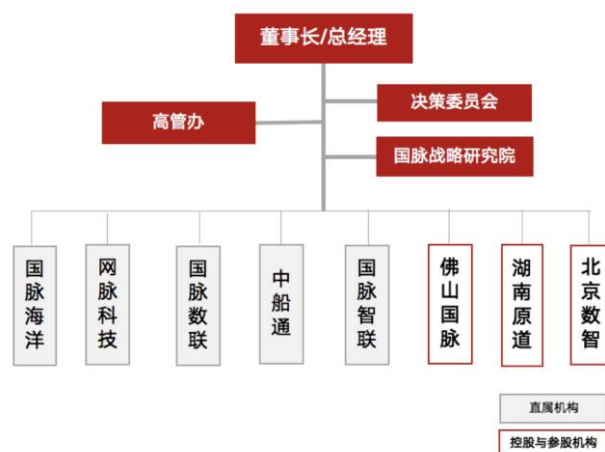 董事长/总经理
决策委员会
高管办
国脉战略研究院
国脉海洋
网脉科技
国脉数联
中船通
国脉智联
佛山国脉
湖南原道
北京数智
直属机构
控股与参股机构